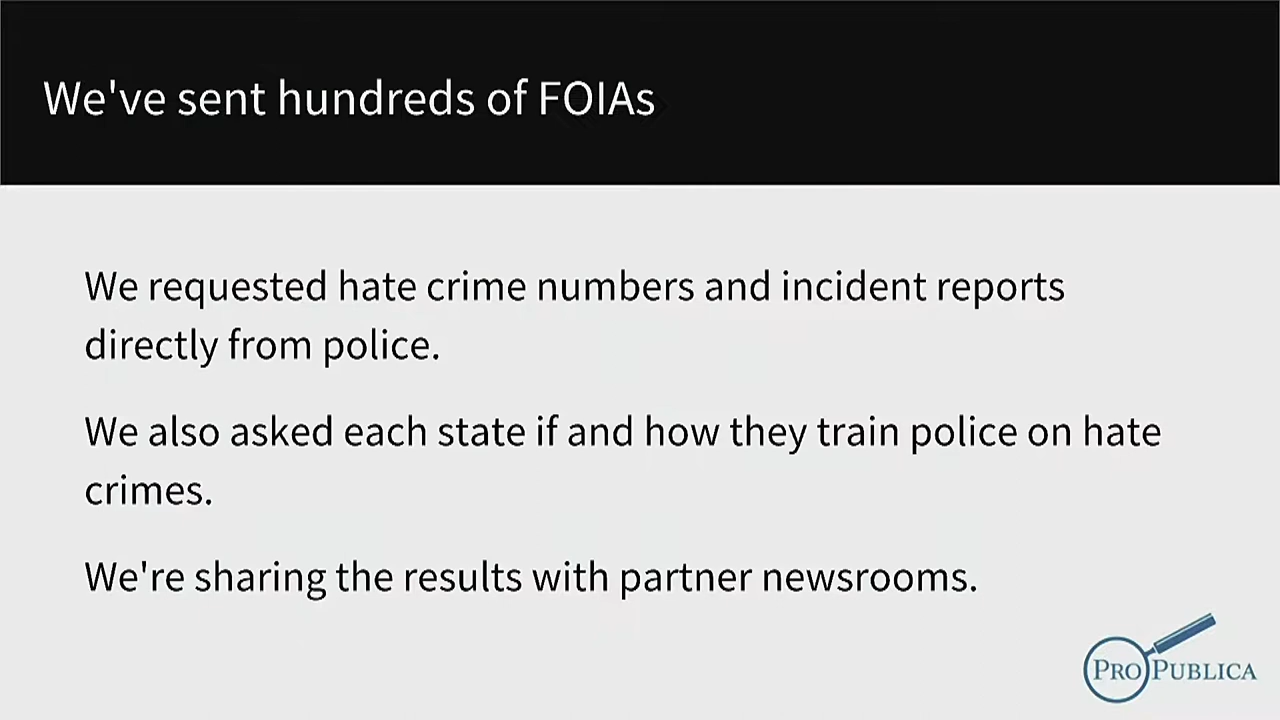 We've sent hundreds of FOIAs
We requested hate crime numbers and incident reports
directly from police.
We also asked each state if and how they train police on hate
crimes.
We're sharing the results with partner newsrooms.
PROPUBLICA